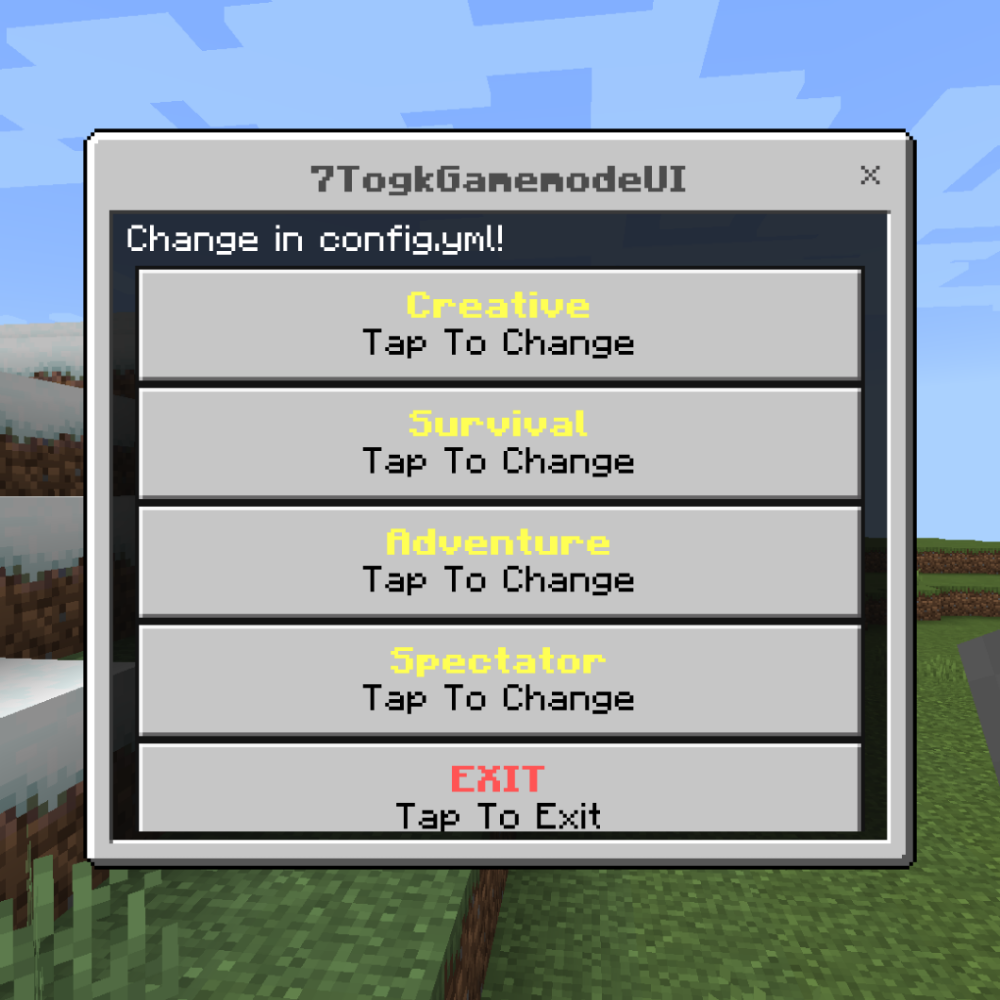 7TogkGamemodeUI
Change in config.yml!
Creative
Tap To Change
Survival
Tap To Change
Adventure
Tap To Change
Spectator
Tap To Change
EXIT
Tap To Exit